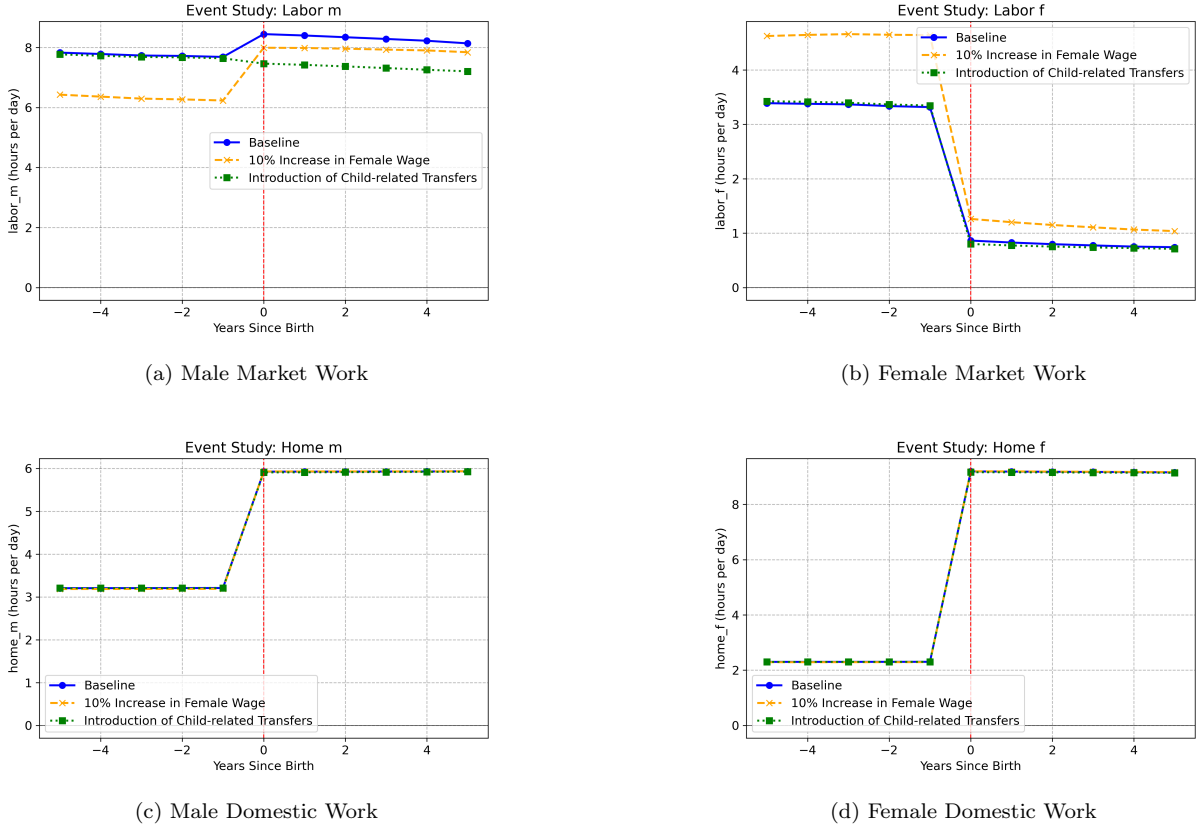 Event Study: Labor m
labor_m (hours per day)
8
6
4
2
0
Baseline
10% Increase in Female Wage
Introduction of Child-related Transfers
−4
−2
0
2
4
Years Since Birth
(a) Male Market Work
Event Study: Labor f
labor_f (hours per day)
4
3
2
1
0
Baseline
10% Increase in Female Wage
Introduction of Child-related Transfers
−4
−2
0
2
4
Years Since Birth
(b) Female Market Work
Event Study: Home m
home_m (hours per day)
6
5
4
3
2
1
0
Baseline
10% Increase in Female Wage
Introduction of Child-related Transfers
−4
−2
0
2
4
Years Since Birth
(c) Male Domestic Work
Event Study: Home f
home_f (hours per day)
8
6
4
2
0
Baseline
10% Increase in Female Wage
Introduction of Child-related Transfers
−4
−2
0
2
4
Years Since Birth
(d) Female Domestic Work